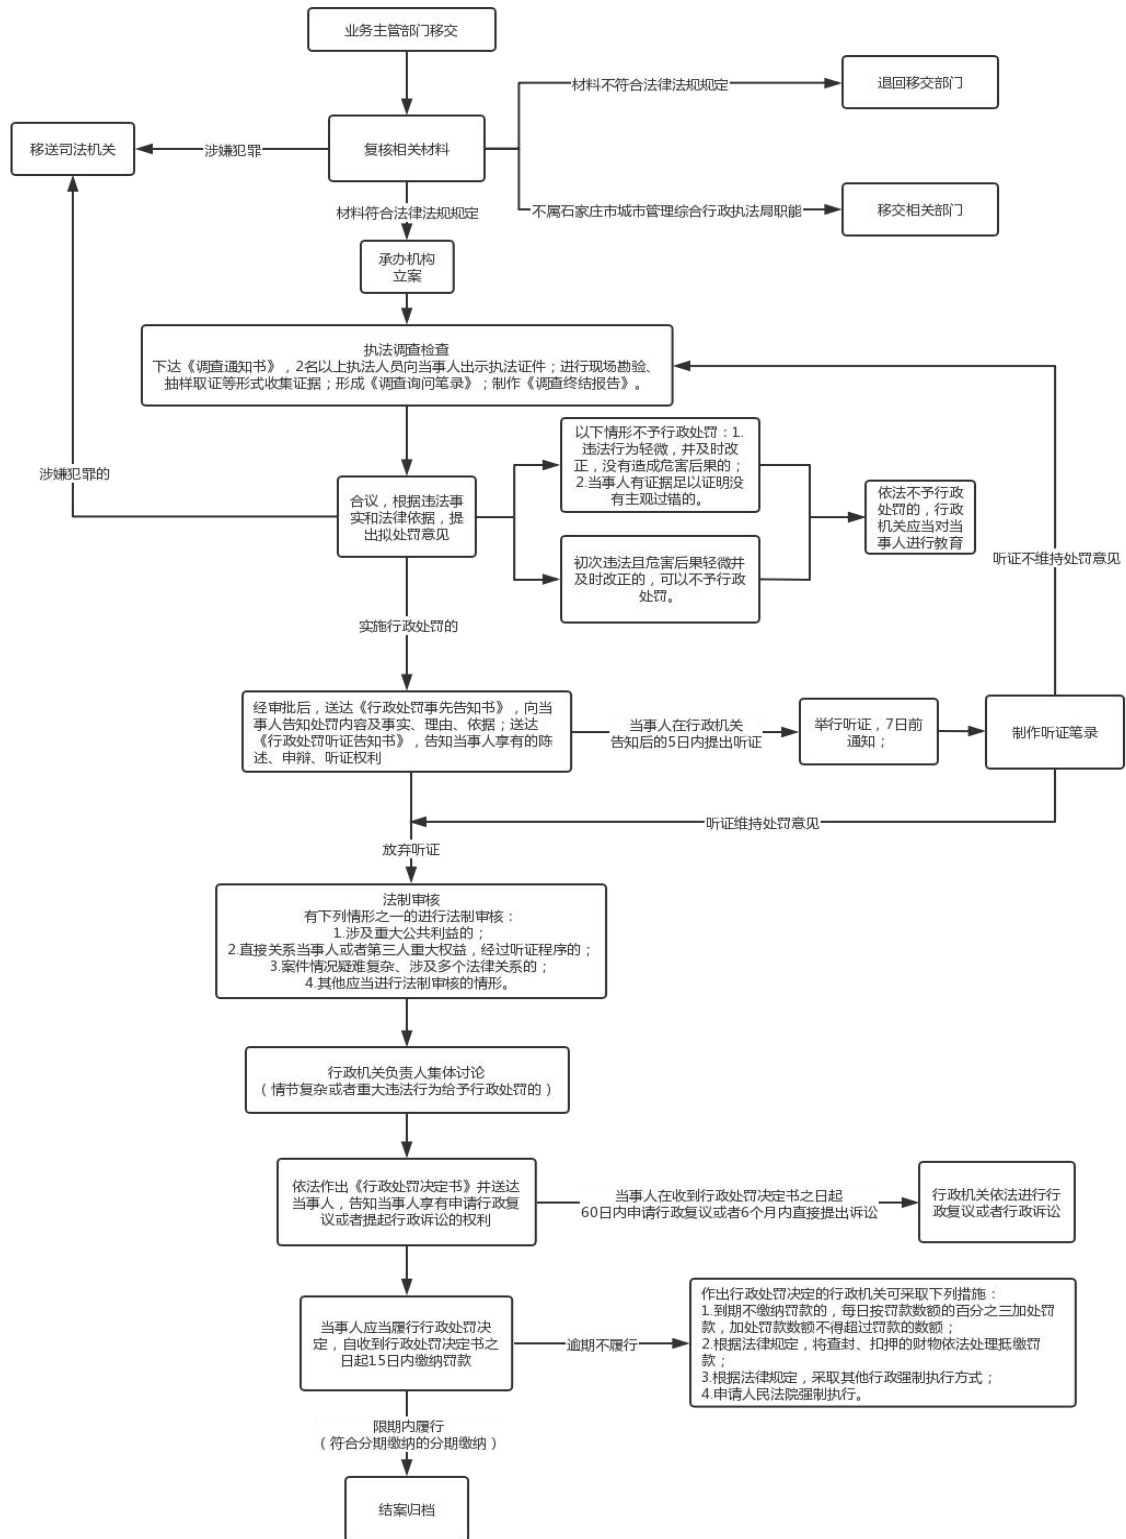 业务主管部门移交
材料不符合法律法规规定
退回移交部门
移送司法机关
涉嫌犯罪
复核相关材料
不属石家庄市城市管理综合行政执法局职能
移交相关部门
材料符合法律法规规定
承办机构
立案
执法调查检查
下达《调查通知书》，2名以上执法人员向当事人出示执法证件；进行现场勘验、
抽样取证等形式收集证据；形成《调查询问笔录》；制作《调查终结报告》。
涉嫌犯罪的
合议，根据违法事
实和法律依据，提
出拟处罚意见
以下情形不予行政处罚：1.
违法行为轻微，并及时改
正，没有造成危害后果的；
2.当事人有证据足以证明没
有主观过错的。
初次违法且危害后果轻微并
及时改正的，可以不予行政
处罚。
依法不予行政
处罚的，行政
机关应当对当
事人进行教育
听证不维持处罚意见
实施行政处罚的
经审批后，送达《行政处罚事先告知书》，向当
事人告知处罚内容及事实、理由、依据；送达
《行政处罚听证告知书》，告知当事人享有的陈
述、申辩、听证权利
当事人在行政机关
告知后的5日内提出听证
举行听证，7日前
通知；
制作听证笔录
听证维持处罚意见
放弃听证
法制审核
有下列情形之一的进行法制审核：
1.涉及重大公共利益的；
2.直接关系当事人或者第三人重大权益，经过听证程序的；
3.案件情况疑难复杂、涉及多个法律关系的；
4.其他应当进行法制审核的情形。
行政机关负责人集体讨论
（情节复杂或者重大违法行为给予行政处罚的）
依法作出《行政处罚决定书》并送达
当事人，告知当事人享有申请行政复
议或者提起行政诉讼的权利
当事人在收到行政处罚决定书之日起
60日内申请行政复议或者6个月内直接提出诉讼
行政机关依法进行行
政复议或者行政诉讼
当事人应当履行行政处罚决
定，自收到行政处罚决定书之
日起15日内缴纳罚款
逾期不履行
作出行政处罚决定的行政机关可采取下列措施：
1.到期不缴纳罚款的，每日按罚款数额的百分之三加处罚
款，加处罚款数额不得超过罚款的数额；
2.根据法律规定，将查封、扣押的财物依法处理抵缴罚
款；
3.根据法律规定，采取其他行政强制执行方式；
4.申请人民法院强制执行。
限期内履行
（符合分期缴纳的分期缴纳）
结案归档